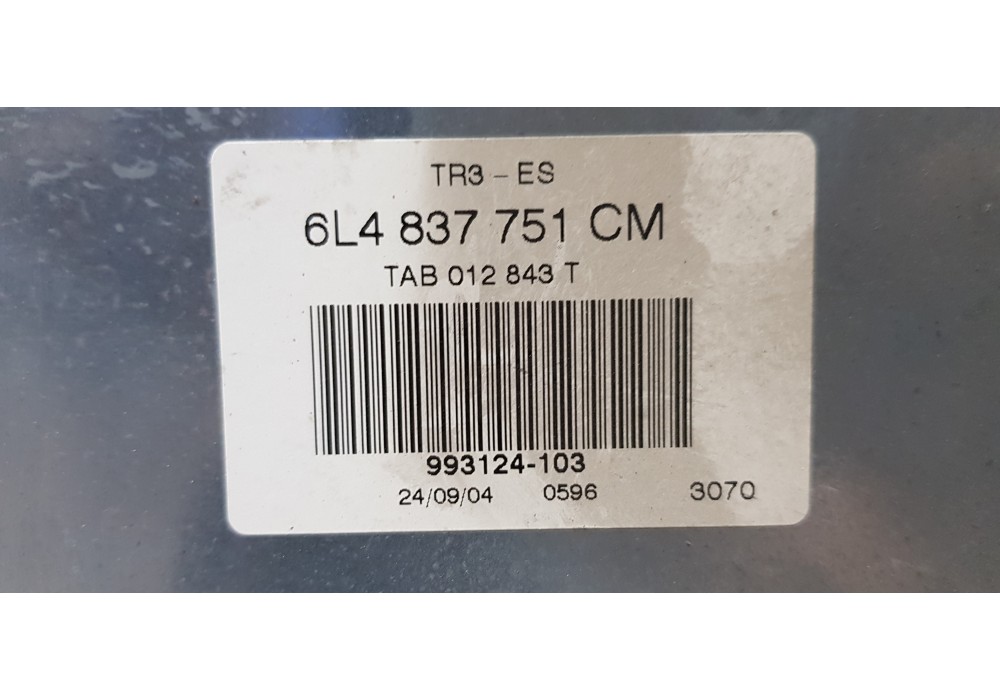 TR3 - ES
6L4 837 751 CM
TAB 012 843 T
993124-103
24/09/04 0596 3070